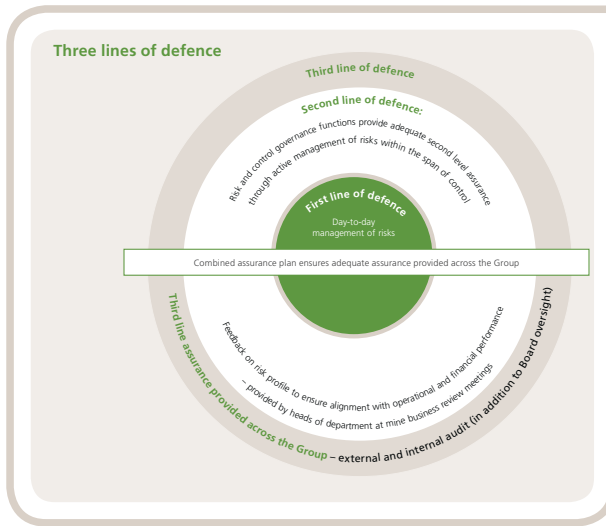 Three lines of defence
Third line of defence
Second line of defence:
Risk and control governance functions provide adequate second level assurance
through active management of risks within the span of control
First line of defence
Day-to-day
management of risks
Combined assurance plan ensures adequate assurance provided across the Group
Feedback on risk profile to ensure alignment with operational and financial performance
– provided by heads of department at mine business review meetings
Third line assurance provided across the Group – external and internal audit (in addition to Board oversight)